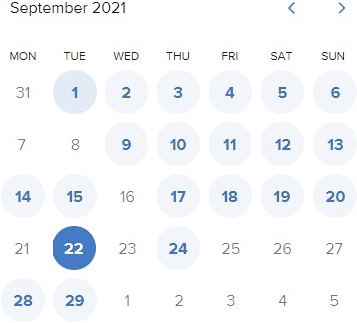 September 2021
MON TUE WED THU FRI SAT SUN
31 1 2 3 4 5 6
7 8 9 10 11 12 13
14 15 16 17 18 19 20
21 22 23 24 25 26 27
28 29 1 2 3 4 5